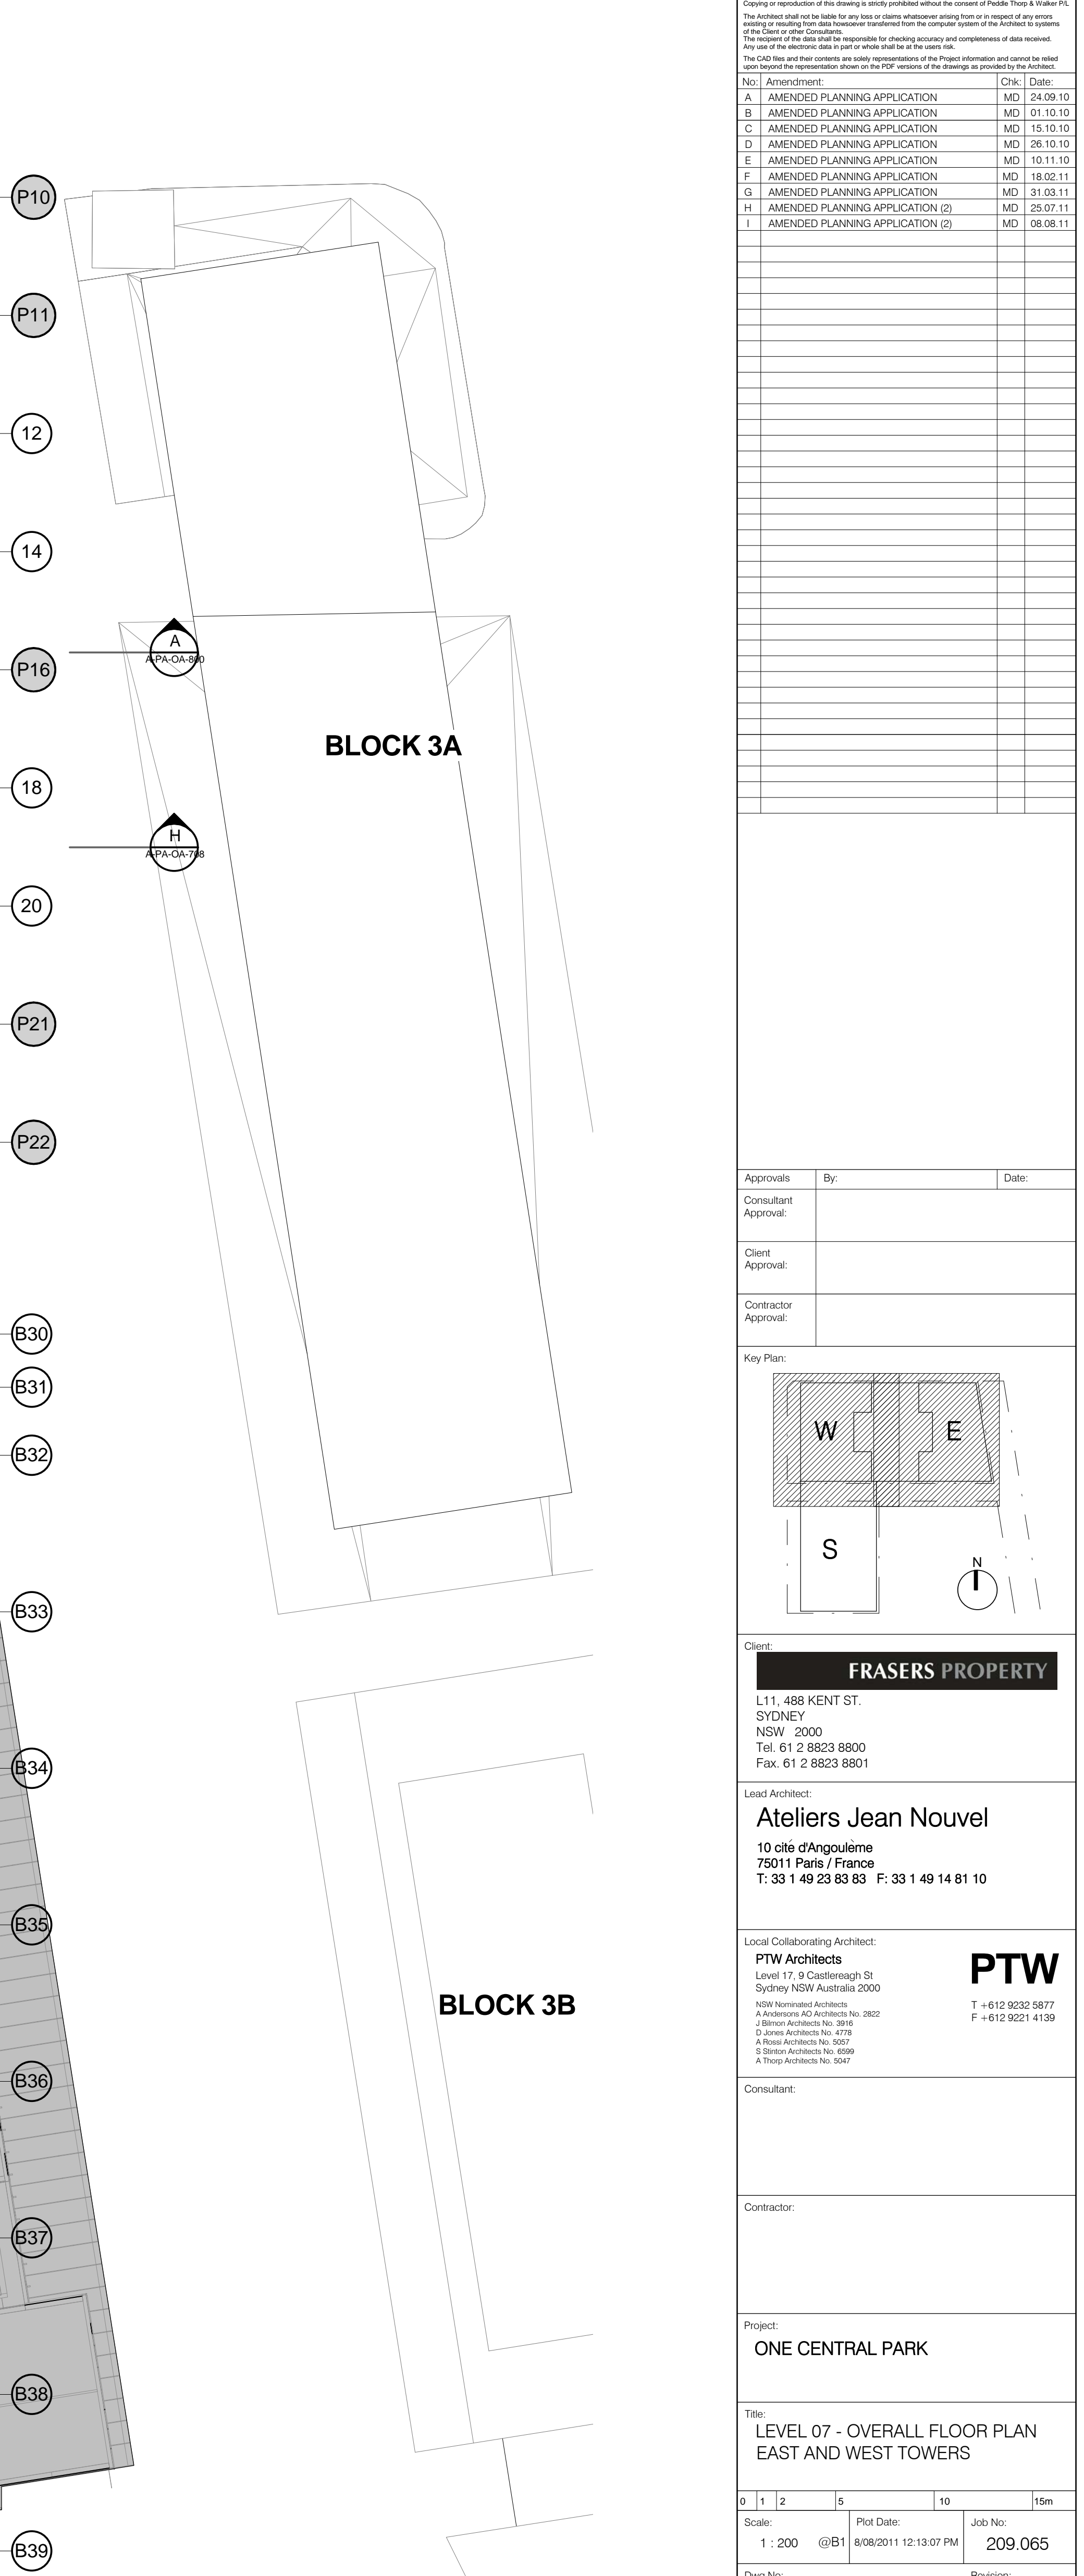 Copying or reproduction of this drawing is strictly prohibited without the consent of Peddle Thorp & Walker P/L
The Architect shall not be liable for any loss or claims whatsoever arising from or in respect of any errors
existing or resulting from data howsoever transferred from the computer system of the Architect to systems
of the Client or other Consultants.
The recipient of the data shall be responsible for checking accuracy and completeness of data received.
Any use of the electronic data in part or whole shall be at the users risk.
The CAD files and their contents are solely representations of the Project information and cannot be relied
upon beyond the representation shown on the PDF versions of the drawings as provided by the Architect.
No: Amendment: Chk: Date:
A AMENDED PLANNING APPLICATION MD 24.09.10
B AMENDED PLANNING APPLICATION MD 01.10.10
C AMENDED PLANNING APPLICATION MD 15.10.10
D AMENDED PLANNING APPLICATION MD 26.10.10
E AMENDED PLANNING APPLICATION MD 10.11.10
F AMENDED PLANNING APPLICATION MD 18.02.11
G AMENDED PLANNING APPLICATION MD 31.03.11
H AMENDED PLANNING APPLICATION (2) MD 25.07.11
I AMENDED PLANNING APPLICATION (2) MD 08.08.11
P10
P11
12
14
P16
18
20
P21
P22
B30
B31
B32
B33
B34
B35
B36
B37
B38
B39
A
A-PA-OA-800
H
A-PA-OA-708
BLOCK 3A
BLOCK 3B
Approvals By: Date:
Consultant
Approval:
Client
Approval:
Contractor
Approval:
Key Plan:
W E
S
N
Client:
FRASERS PROPERTY
L11, 488 KENT ST.
SYDNEY
NSW 2000
Tel. 61 2 8823 8800
Fax. 61 2 8823 8801
Lead Architect:
Ateliers Jean Nouvel
10 cité d'Angoulème
75011 Paris / France
T: 33 1 49 23 83 83 F: 33 1 49 14 81 10
Local Collaborating Architect:
PTW Architects
Level 17, 9 Castlereagh St
Sydney NSW Australia 2000
NSW Nominated Architects
A Andersons AO Architects No. 2822
J Bilmon Architects No. 3916
D Jones Architects No. 4778
A Rossi Architects No. 5057
S Stinton Architects No. 6599
A Thorp Architects No. 5047
PTW
T +612 9232 5877
F +612 9221 4139
Consultant:
Contractor:
Project:
ONE CENTRAL PARK
Title:
LEVEL 07 - OVERALL FLOOR PLAN
EAST AND WEST TOWERS
0 1 2 5 10 15m
Scale: Plot Date: Job No:
1 : 200 @B1 8/08/2011 12:13:07 PM 209.065
Dwg No: Revision: